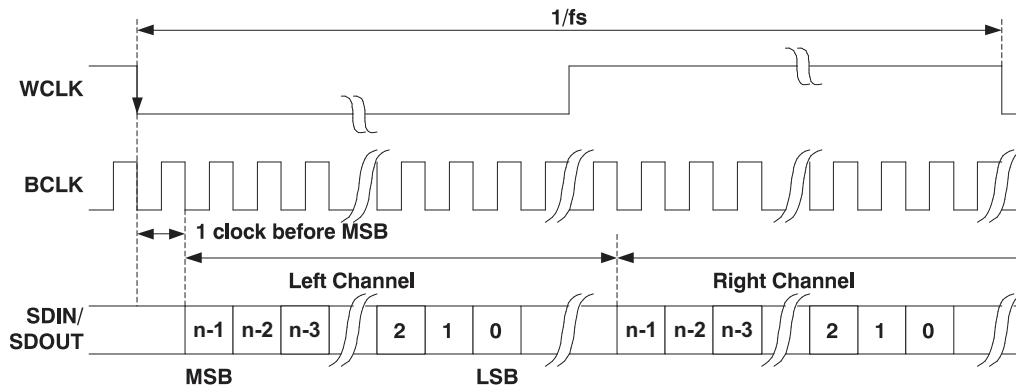 1/fs
WCLK
BCLK
1 clock before MSB
Left Channel Right Channel
SDIN/
SDOUT
n-1 n-2 n-3 2 1 0 n-1 n-2 n-3 2 1 0
MSB LSB